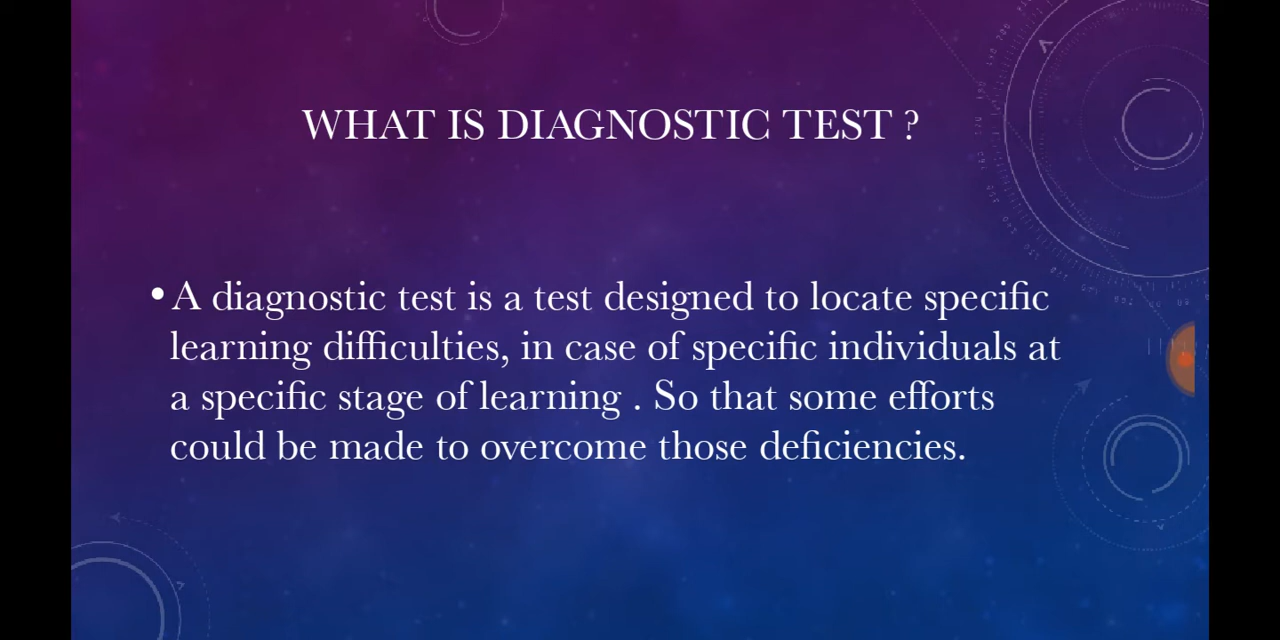 WHAT IS DIAGNOSTIC TEST ?
• A diagnostic test is a test designed to locate specific
learning difficulties, in case of specific individuals at
a specific stage of learning . So that some efforts
could be made to overcome those deficiencies.